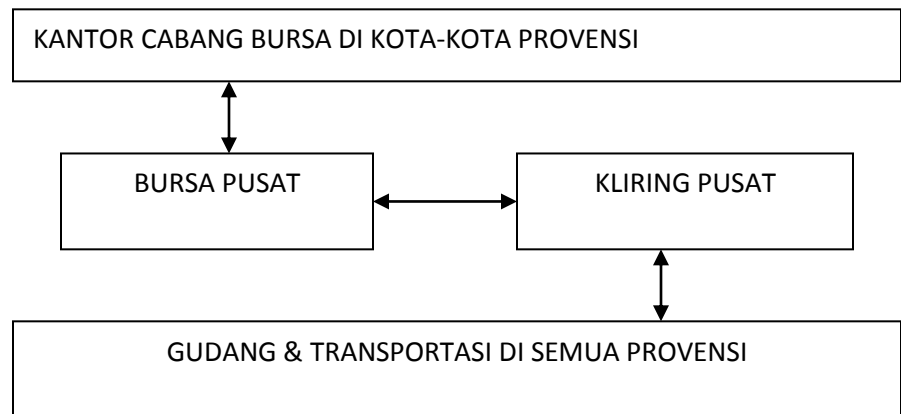 KANTOR CABANG BURSA DI KOTA-KOTA PROVENSI
BURSA PUSAT
KLIRING PUSAT
GUDANG & TRANSPORTASI DI SEMUA PROVENSI